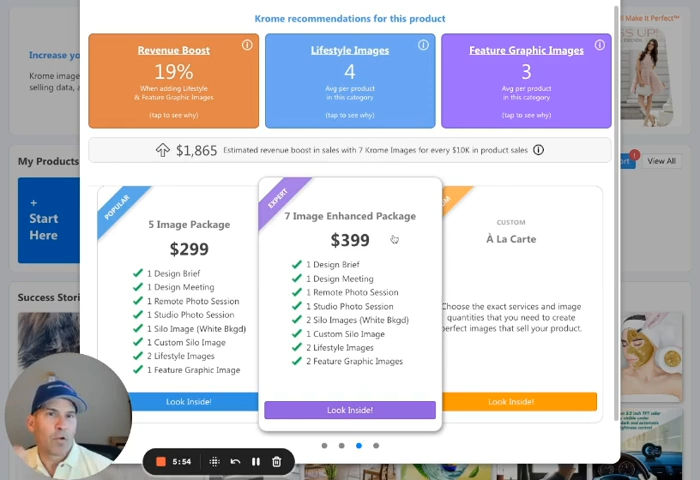 Krome recommendations for this product
ll Make It Perfect™
Increase you
Krome image
selling data, a
Revenue Boost
19%
When adding Lifestyle
& Feature Graphic Images
(tap to see why)
Lifestyle Images
4
Avg per product
in this category
(tap to see why)
Feature Graphic Images
3
Avg per product
in this category
(tap to see why)
$1,865 Estimated revenue boost in sales with 7 Krome Images for every $10K in product sales
My Products
+
Start
Here
1
ort
View All
POPULAR
5 Image Package
$299
1 Design Brief
1 Design Meeting
1 Remote Photo Session
1 Studio Photo Session
1 Silo Image (White Bkgd)
1 Custom Silo Image
2 Lifestyle Images
1 Feature Graphic Image
Look Inside!
EXPERT
7 Image Enhanced Package
$399
1 Design Brief
1 Design Meeting
1 Remote Photo Session
1 Studio Photo Session
2 Silo Images (White Bkgd)
1 Custom Silo Image
2 Lifestyle Images
2 Feature Graphic Images
Look Inside!
UM
CUSTOM
À La Carte
Choose the exact services and image
quantities that you need to create
perfect images that sell your product.
Look Inside!
Success Stori
5:54